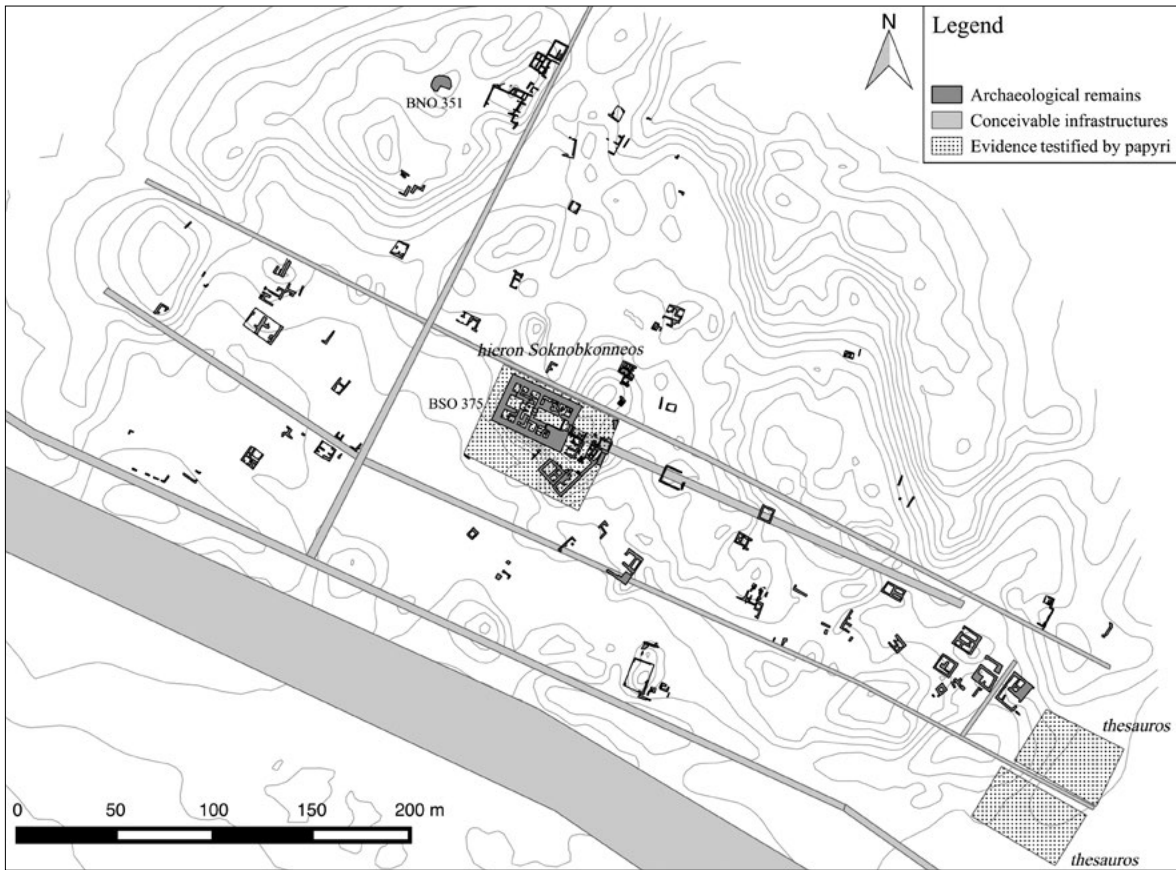 N
Legend
Archaeological remains
Conceivable infrastructures
Evidence testified by papyri
BNO 351
hieron Soknobkonneos
BSO 375
thesauros
thesauros
0 50 100 150 200 m